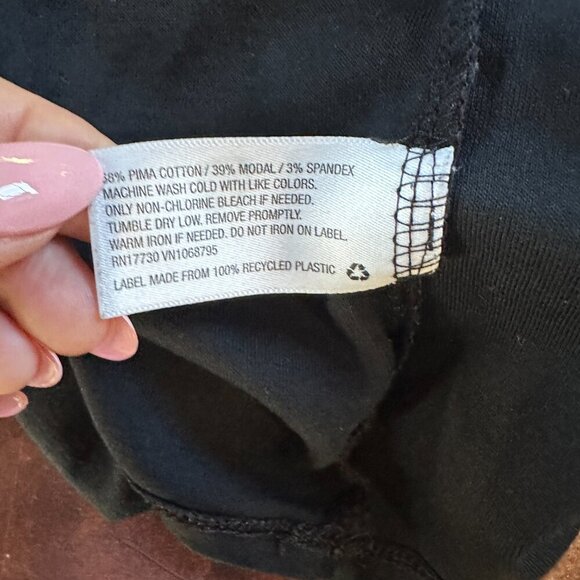 58% PIMA COTTON / 39% MODAL / 3% SPANDEX
MACHINE WASH COLD WITH LIKE COLORS.
ONLY NON-CHLORINE BLEACH IF NEEDED.
TUMBLE DRY LOW. REMOVE PROMPTLY.
WARM IRON IF NEEDED. DO NOT IRON ON LABEL.
RN17730 VN1068795
LABEL MADE FROM 100% RECYCLED PLASTIC